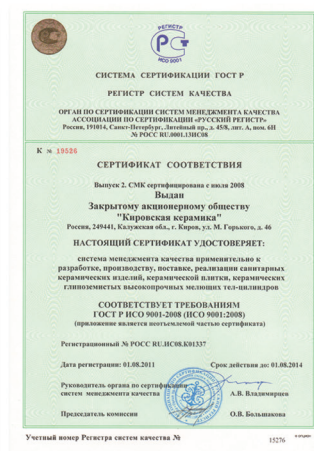 РЕГИСТР
РСТ
ИСО 9001
СИСТЕМА СЕРТИФИКАЦИИ ГОСТ Р
РЕГИСТР СИСТЕМ КАЧЕСТВА
ОРГАН ПО СЕРТИФИКАЦИИ СИСТЕМ МЕНЕДЖМЕНТА КАЧЕСТВА
АССОЦИАЦИИ ПО СЕРТИФИКАЦИИ «РУССКИЙ РЕГИСТР»
Россия, 191014, Санкт-Петербург, Литейный пр., д. 45/8, лит. А, пом. 6Н
№ РОСС RU.0001.13ИС08
К № 19526
СЕРТИФИКАТ СООТВЕТСТВИЯ
Выпуск 2. СМК сертифицирована с июля 2008
Выдан
Закрытому акционерному обществу
"Кировская керамика"
Россия, 249441, Калужская обл., г. Киров, ул. М. Горького, д. 46
НАСТОЯЩИЙ СЕРТИФИКАТ УДОСТОВЕРЯЕТ:
система менеджмента качества применительно к
разработке, производству, поставке, реализации санитарных
керамических изделий, керамической плитки, керамических
глиноземистых высокопрочных мелющих тел-цилиндров
СООТВЕТСТВУЕТ ТРЕБОВАНИЯМ
ГОСТ Р ИСО 9001-2008 (ИСО 9001:2008)
(приложение является неотъемлемой частью сертификата)
Регистрационный № РОСС RU.ИС08.К01337
Дата регистрации: 01.08.2011 Срок действия до: 01.08.2014
Руководитель органа по сертификации
систем менеджмента качества А.В. Владимирцев
Председатель комиссии О.В. Большакова
Учетный номер Регистра систем качества № 15276